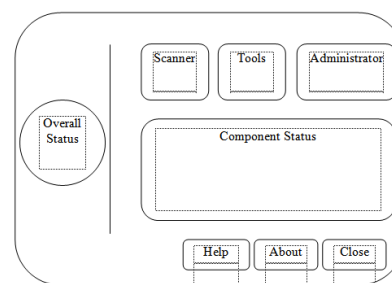 Scanner Tools Administrator
Overall
Status
Component Status
Help About Close